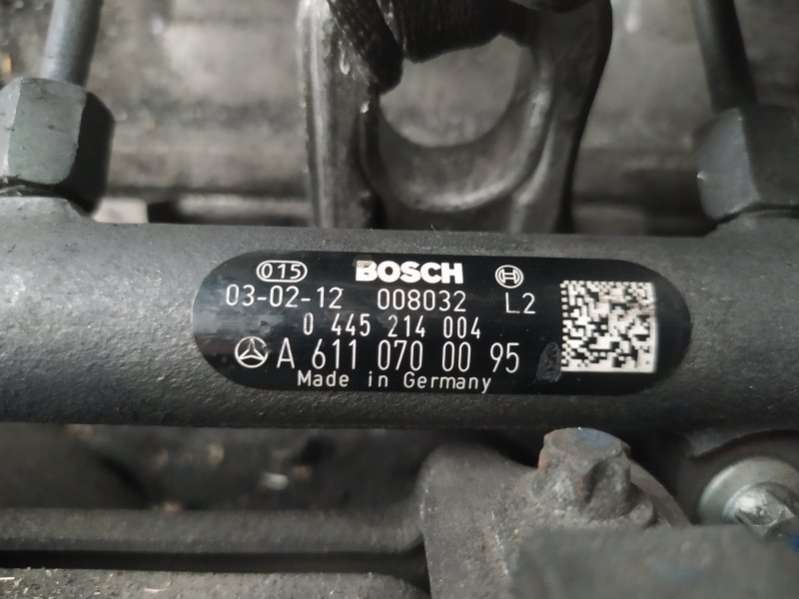 015 BOSCH
03-02-12 008032 L2
0 445 214 004
A 611 070 00 95
Made in Germany